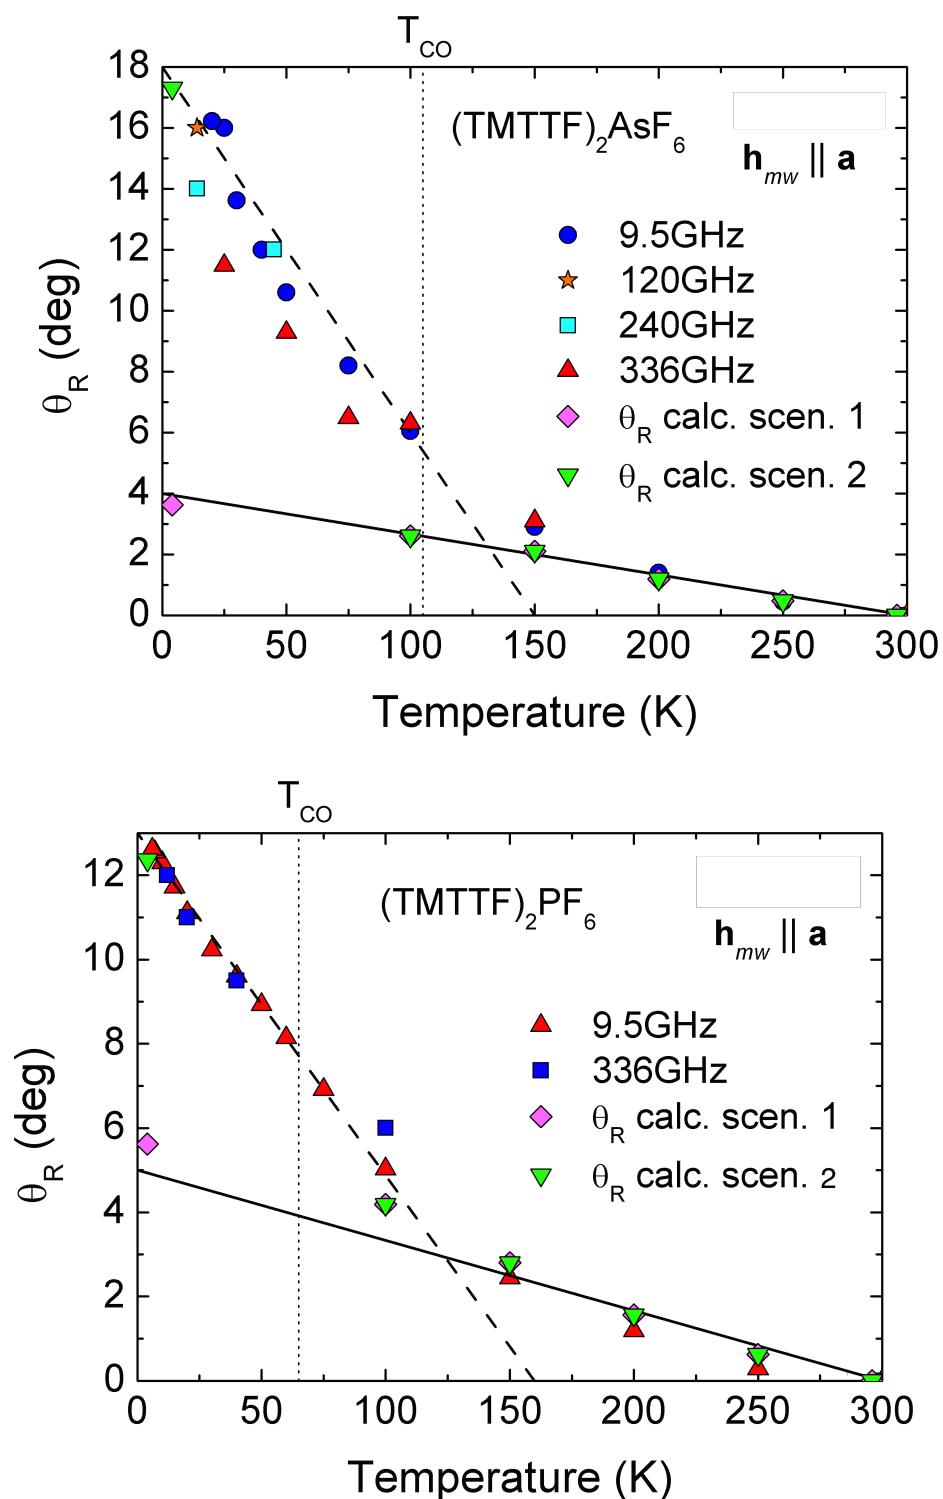 T_CO
18
16
14
12
10
8
6
4
2
0
θ_R (deg)
(TMTTF)_2AsF_6
h_mw || a
9.5GHz
120GHz
240GHz
336GHz
θ_R calc. scen. 1
θ_R calc. scen. 2
0 50 100 150 200 250 300
Temperature (K)
T_CO
12
10
8
6
4
2
0
θ_R (deg)
(TMTTF)_2PF_6
h_mw || a
9.5GHz
336GHz
θ_R calc. scen. 1
θ_R calc. scen. 2
0 50 100 150 200 250 300
Temperature (K)